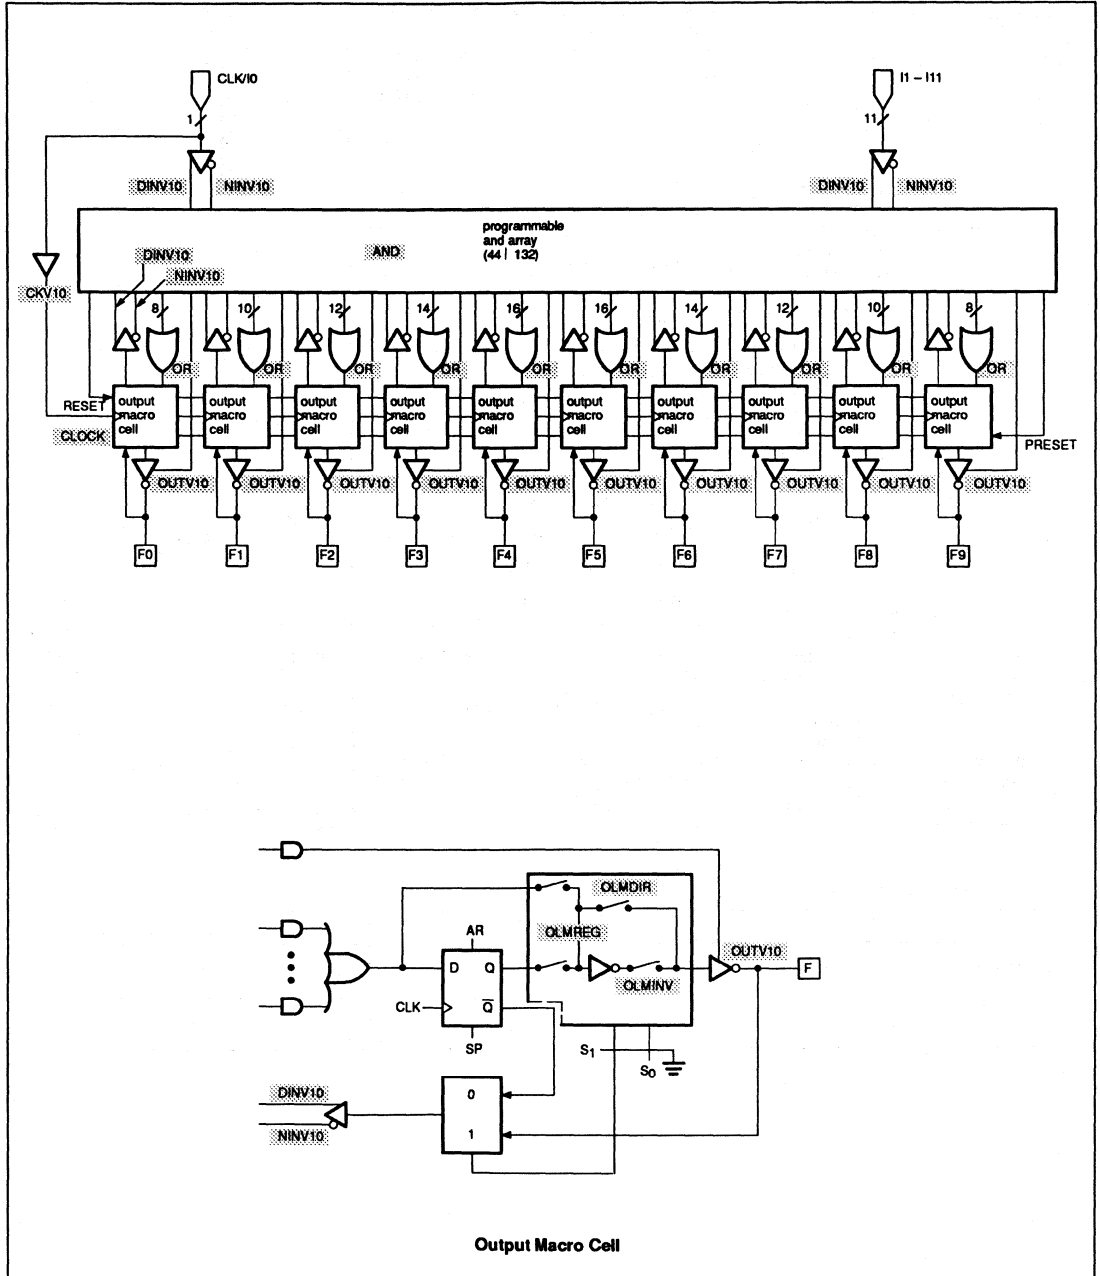 CLK/I0
I1 – I11
1
11
DINV10 NINV10
DINV10 NINV10
programmable
and array
(44 | 132)
AND
DINV10
NINV10
CKV10
8 10 12 14 16 16 14 12 10 8
OR OR OR OR OR OR OR OR OR OR
RESET
CLOCK
output
macro
cell
output
macro
cell
output
macro
cell
output
macro
cell
output
macro
cell
output
macro
cell
output
macro
cell
output
macro
cell
output
macro
cell
output
macro
cell
PRESET
OUTV10 OUTV10 OUTV10 OUTV10 OUTV10 OUTV10 OUTV10 OUTV10 OUTV10 OUTV10
F0 F1 F2 F3 F4 F5 F6 F7 F8 F9
OLMDIR
AR
OLMREG
OUTV10
D Q
F
OLMINV
CLK
Q̅
SP
S1
S0
DINV10
0
NINV10
1
Output Macro Cell